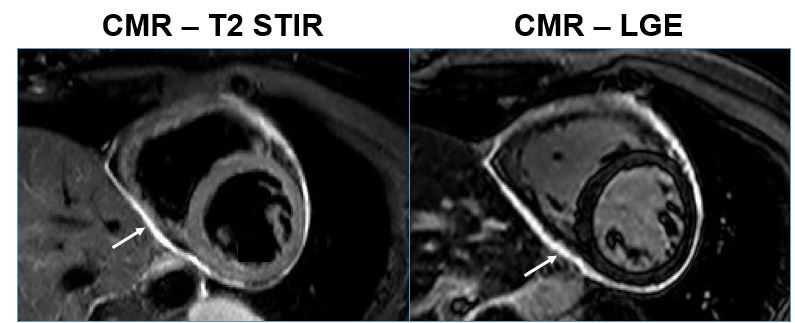 CMR – T2 STIR
CMR – LGE